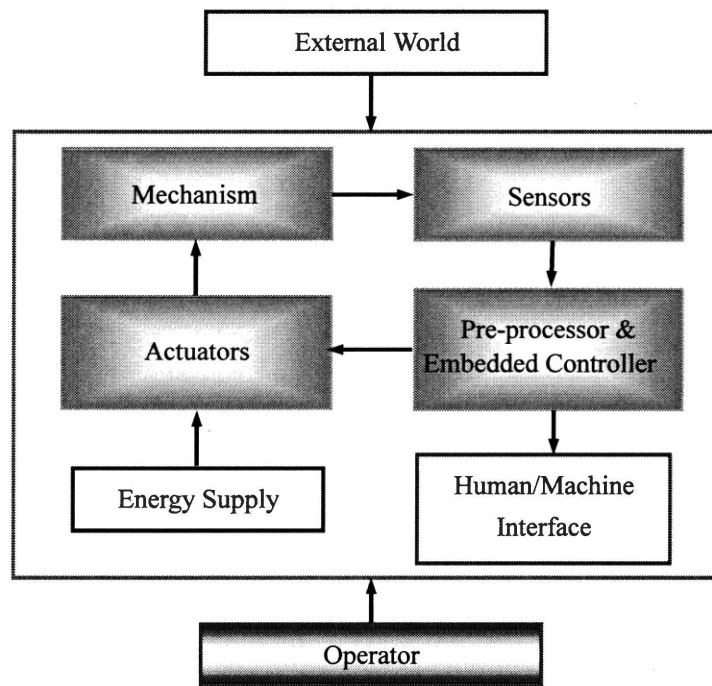 External World
Mechanism
Sensors
Actuators
Pre-processor &
Embedded Controller
Energy Supply
Human/Machine
Interface
Operator